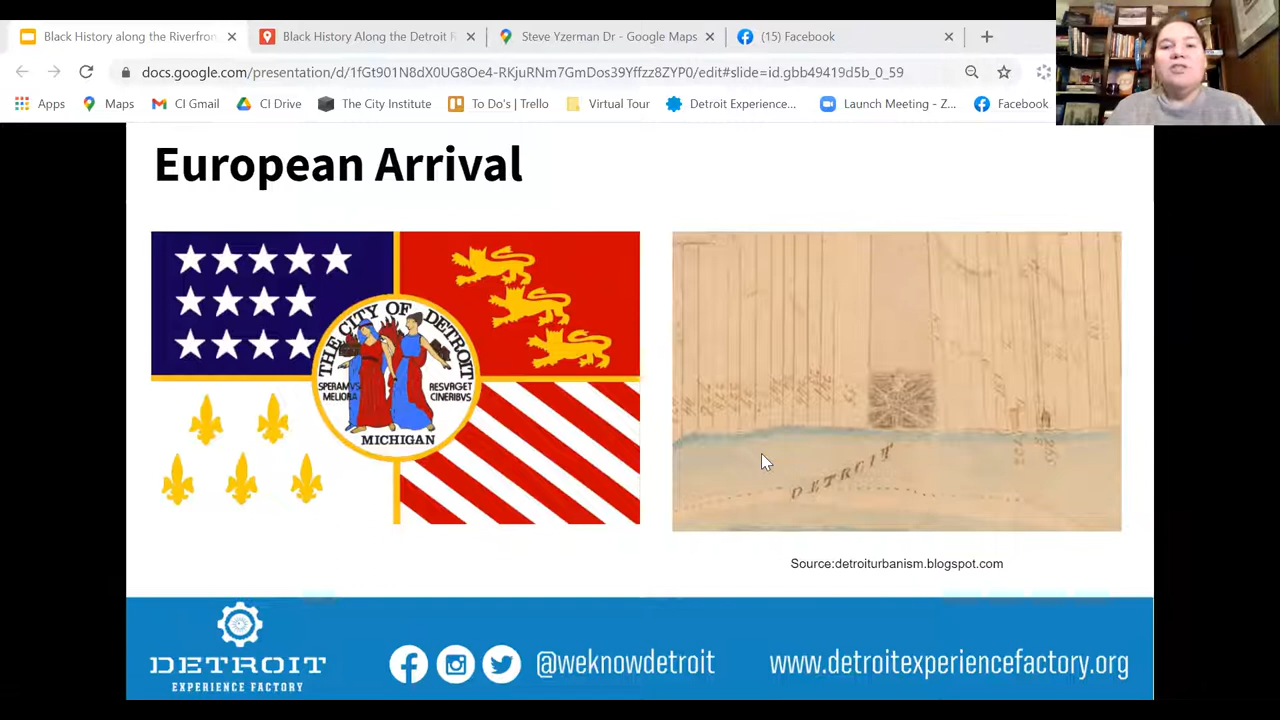 Black History along the Riverfron
Black History Along the Detroit R
Steve Yzerman Dr - Google Maps
(15) Facebook
docs.google.com/presentation/d/1fGt901N8dX0UG8OS4-RKjuRNm7GmDos39Yffzz8ZYP0/edit#slide=id.gbb49419d5b_0_59
Apps
Maps
CI Gmail
CI Drive
The City Institute
To Do's | Trello
Virtual Tour
Detroit Experience...
Launch Meeting - Z...
Facebook
European Arrival
THE CITY OF DETROIT
SPERAMVS
MELIORA
RESVRGET
CINERIBVS
MICHIGAN
DETROIT
Source:detroiturbanism.blogspot.com
DETROIT
EXPERIENCE FACTORY
@weknowdetroit
www.detroitexperiencefactory.org